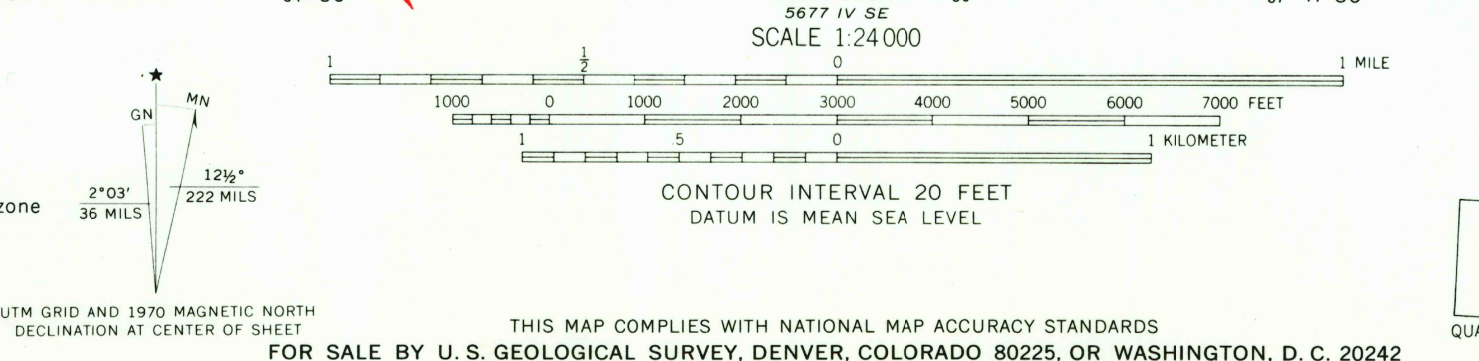 5677 IV SE
SCALE 1:24 000
1 ½ 0 1 MILE
1000 0 1000 2000 3000 4000 5000 6000 7000 FEET
1 .5 0 1 KILOMETER
CONTOUR INTERVAL 20 FEET
DATUM IS MEAN SEA LEVEL
★
GN
MN
2°03′
36 MILS
12½°
222 MILS
zone
UTM GRID AND 1970 MAGNETIC NORTH
DECLINATION AT CENTER OF SHEET
THIS MAP COMPLIES WITH NATIONAL MAP ACCURACY STANDARDS
FOR SALE BY U. S. GEOLOGICAL SURVEY, DENVER, COLORADO 80225, OR WASHINGTON, D. C. 20242
QUA